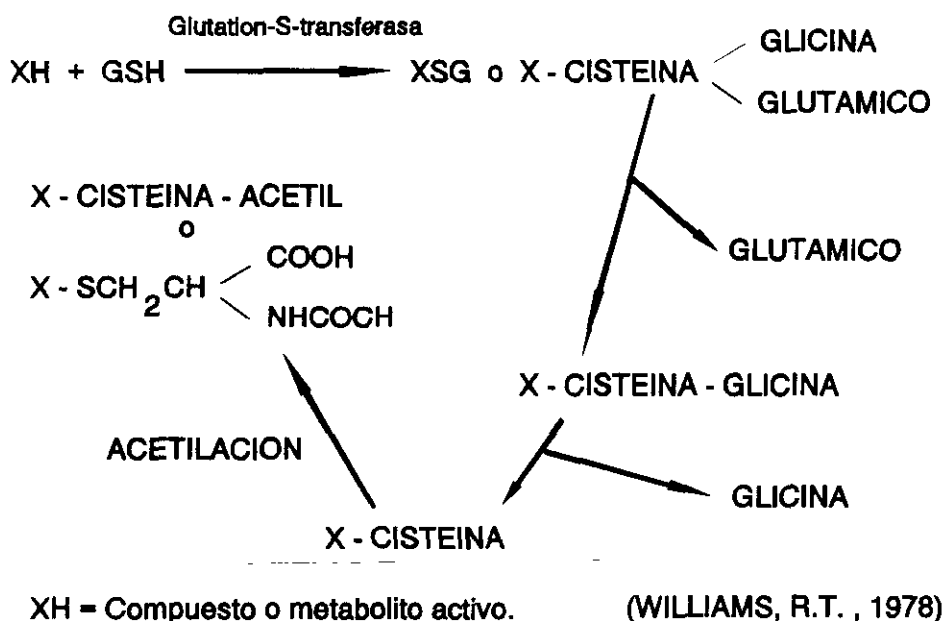 Glutation-S-transferasa
XH + GSH XSG o X - CISTEINA
GLICINA
GLUTAMICO
X - CISTEINA - ACETIL
o
X - SCH2CH
COOH
NHCOCH
GLUTAMICO
X - CISTEINA - GLICINA
ACETILACION
GLICINA
X - CISTEINA
XH = Compuesto o metabolito activo. (WILLIAMS, R.T. , 1978)